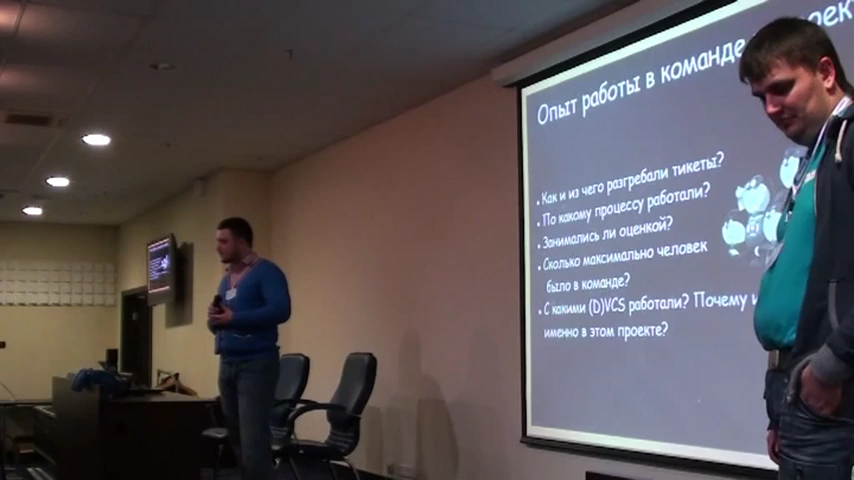 Опыт работы в команде
• Как и из чего разгребали тикеты?
• По какому процессу работали?
• Занимались ли оценкой?
• Сколько максимально человек
было в команде?
• С какими (D)VCS работали? Почему и
именно в этом проекте?